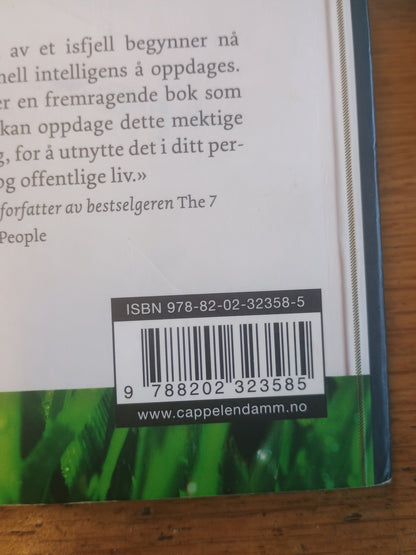 av et isfjell begynner nå
nell intelligens å oppdages.
er en fremragende bok som
kan oppdage dette mektige
g, for å utnytte det i ditt per-
og offentlige liv.»
forfatter av bestselgeren The 7
People
ISBN 978-82-02-32358-5
9 788202 323585
www.cappelendamm.no